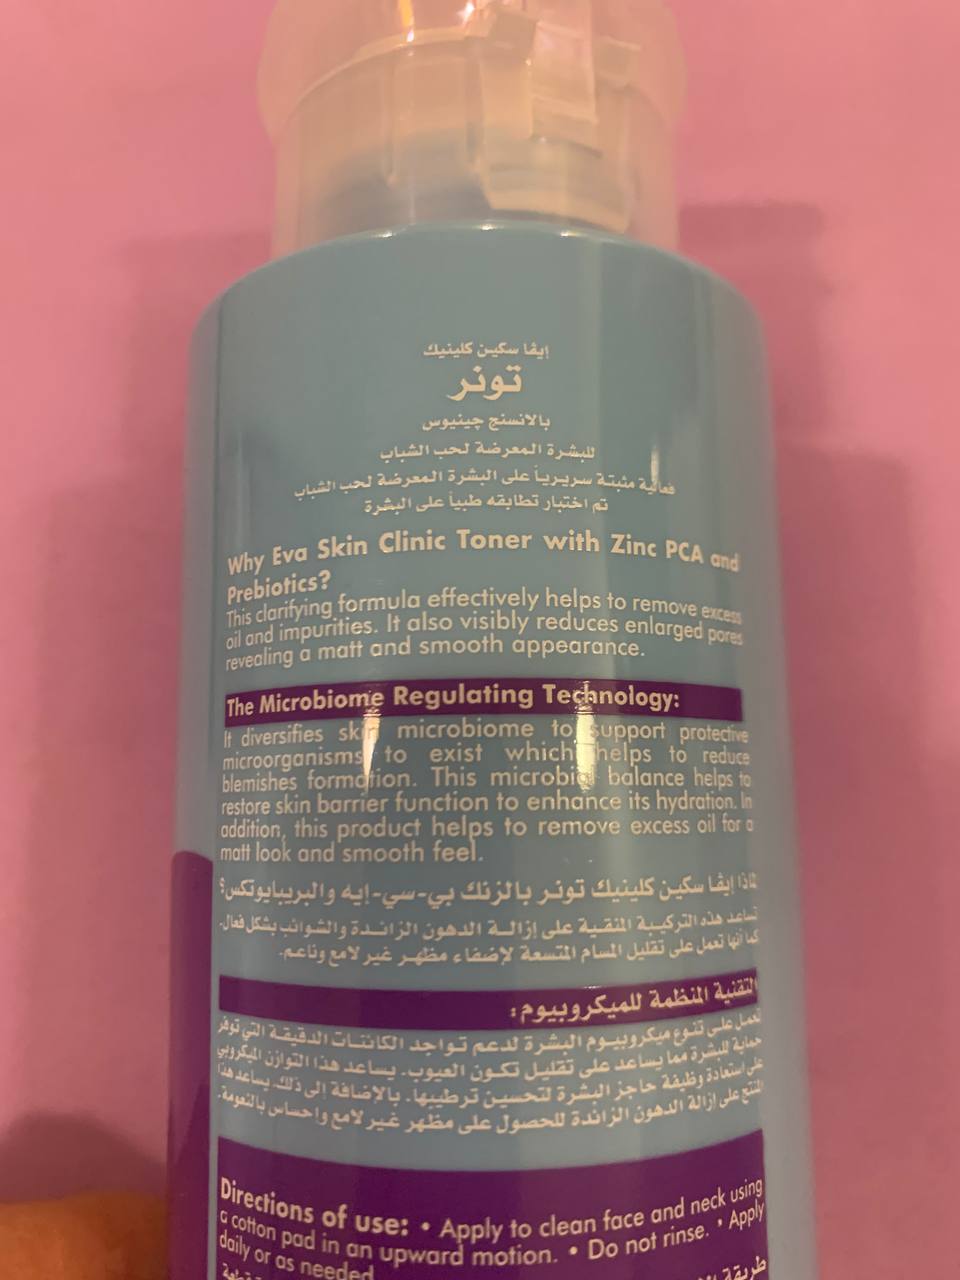 إيڤا سكين كلينيك
تونر
بالانسنج چينيوس
للبشرة المعرضة لحب الشباب
فعالية مثبتة سريرياً على البشرة المعرضة لحب الشباب
تم اختبار تطابقه طبياً على البشرة
Why Eva Skin Clinic Toner with Zinc PCA and
Prebiotics?
This clarifying formula effectively helps to remove excess
oil and impurities. It also visibly reduces enlarged pores
revealing a matt and smooth appearance.
The Microbiome Regulating Technology:
It diversifies skin microbiome to support protective
microorganisms to exist which helps to reduce
blemishes formation. This microbial balance helps to
restore skin barrier function to enhance its hydration. In
addition, this product helps to remove excess oil for a
matt look and smooth feel.
لماذا إيڤا سكين كلينيك تونر بالزنك بي-سي-إيه والبريبايوتكس؟
تساعد هذه التركيبة المنقية على إزالة الدهون الزائدة والشوائب بشكل فعال.
كما أنها تعمل على تقليل المسام المتسعة لإضفاء مظهر غير لامع وناعم.
التقنية المنظمة للميكروبيوم:
تعمل على تنوع ميكروبيوم البشرة لدعم تواجد الكائنات الدقيقة التي توفر
حماية للبشرة مما يساعد على تقليل تكون العيوب. يساعد هذا التوازن الميكروبي
على استعادة وظيفة حاجز البشرة لتحسين ترطيبها. بالإضافة إلى ذلك، يساعد هذا
المنتج على إزالة الدهون الزائدة للحصول على مظهر غير لامع وإحساس بالنعومة.
Directions of use: • Apply to clean face and neck using
a cotton pad in an upward motion. • Do not rinse. • Apply
daily or as needed
طريقة